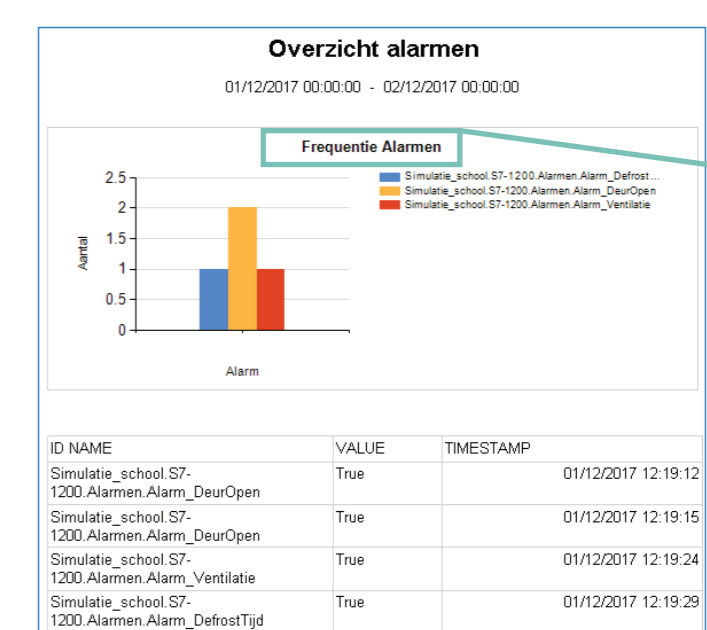 Overzicht alarmen
01/12/2017 00:00:00 - 02/12/2017 00:00:00
Frequentie Alarmen
2.5
2
1.5
1
0.5
0
Aantal
Alarm
Simulatie_school.S7-1200.Alarmen.Alarm_Defrost...
Simulatie_school.S7-1200.Alarmen.Alarm_DeurOpen
Simulatie_school.S7-1200.Alarmen.Alarm_Ventilatie
ID NAME VALUE TIMESTAMP
Simulatie_school.S7- True 01/12/2017 12:19:12
1200.Alarmen.Alarm_DeurOpen
Simulatie_school.S7- True 01/12/2017 12:19:15
1200.Alarmen.Alarm_DeurOpen
Simulatie_school.S7- True 01/12/2017 12:19:24
1200.Alarmen.Alarm_Ventilatie
Simulatie_school.S7- True 01/12/2017 12:19:29
1200.Alarmen.Alarm_DefrostTijd